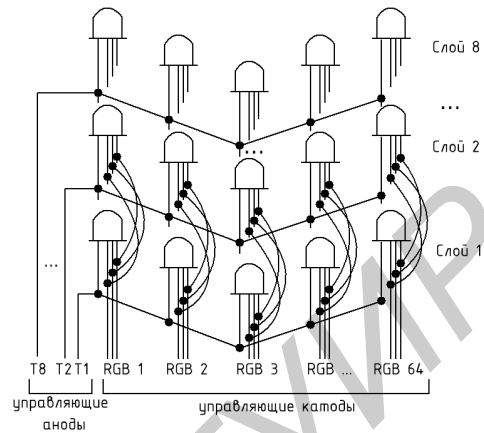 Слой 8
...
Слой 2
...
Слой 1
...
T8 T2 T1 RGB 1 RGB 2 RGB 3 RGB ... RGB 64
управляющие
аноды
управляющие катоды